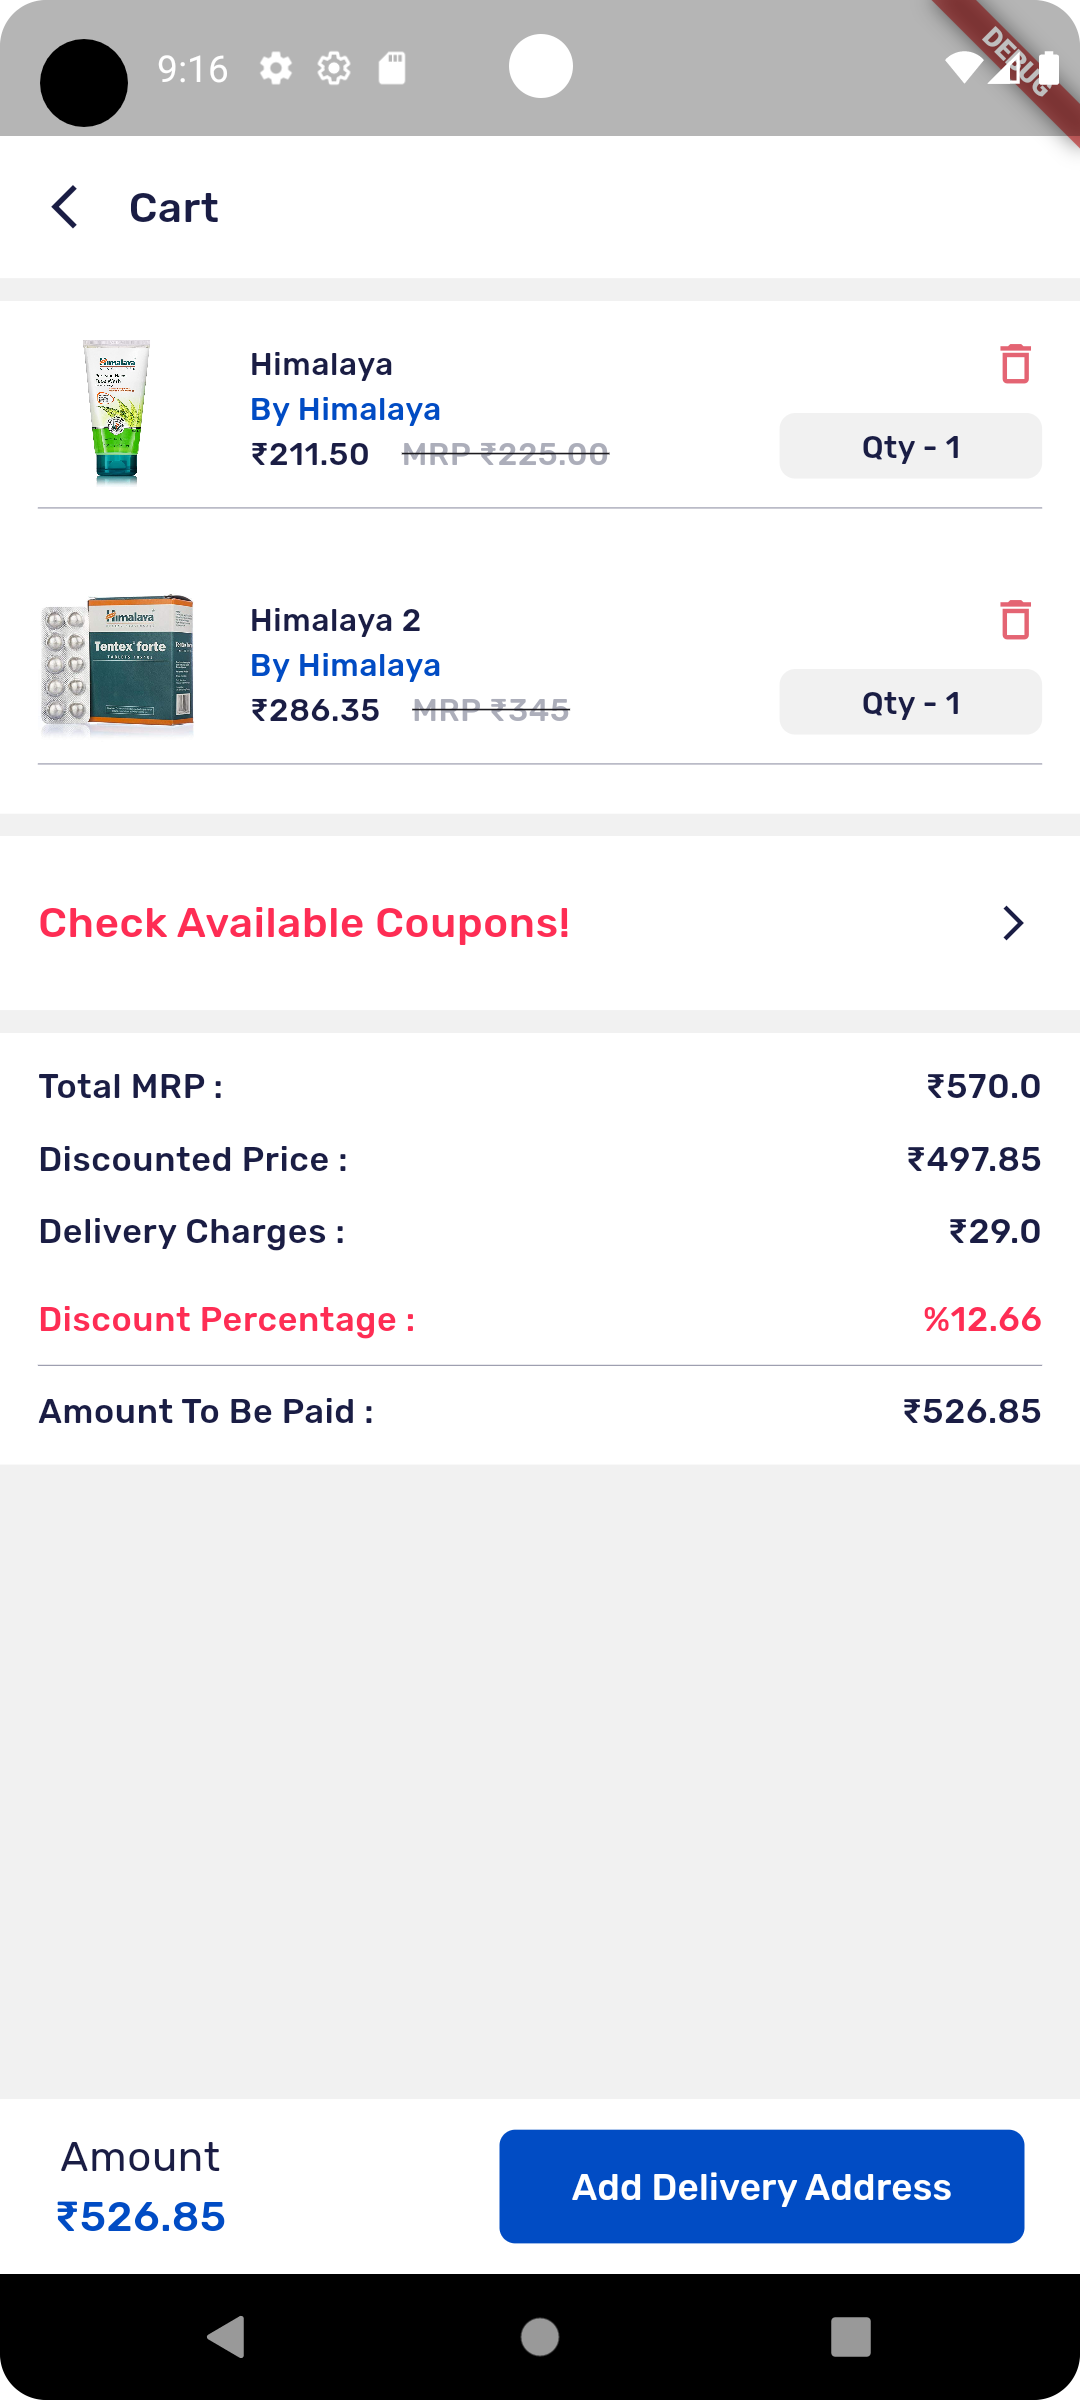 9:16
DEBUG
Cart
Himalaya
Himalaya
By Himalaya
₹211.50 MRP ₹225.00
Qty - 1
Himalaya
Tentex forte
Himalaya 2
By Himalaya
₹286.35 MRP ₹345
Qty - 1
Check Available Coupons!
Total MRP : ₹570.0
Discounted Price : ₹497.85
Delivery Charges : ₹29.0
Discount Percentage : %12.66
Amount To Be Paid : ₹526.85
Amount
₹526.85
Add Delivery Address